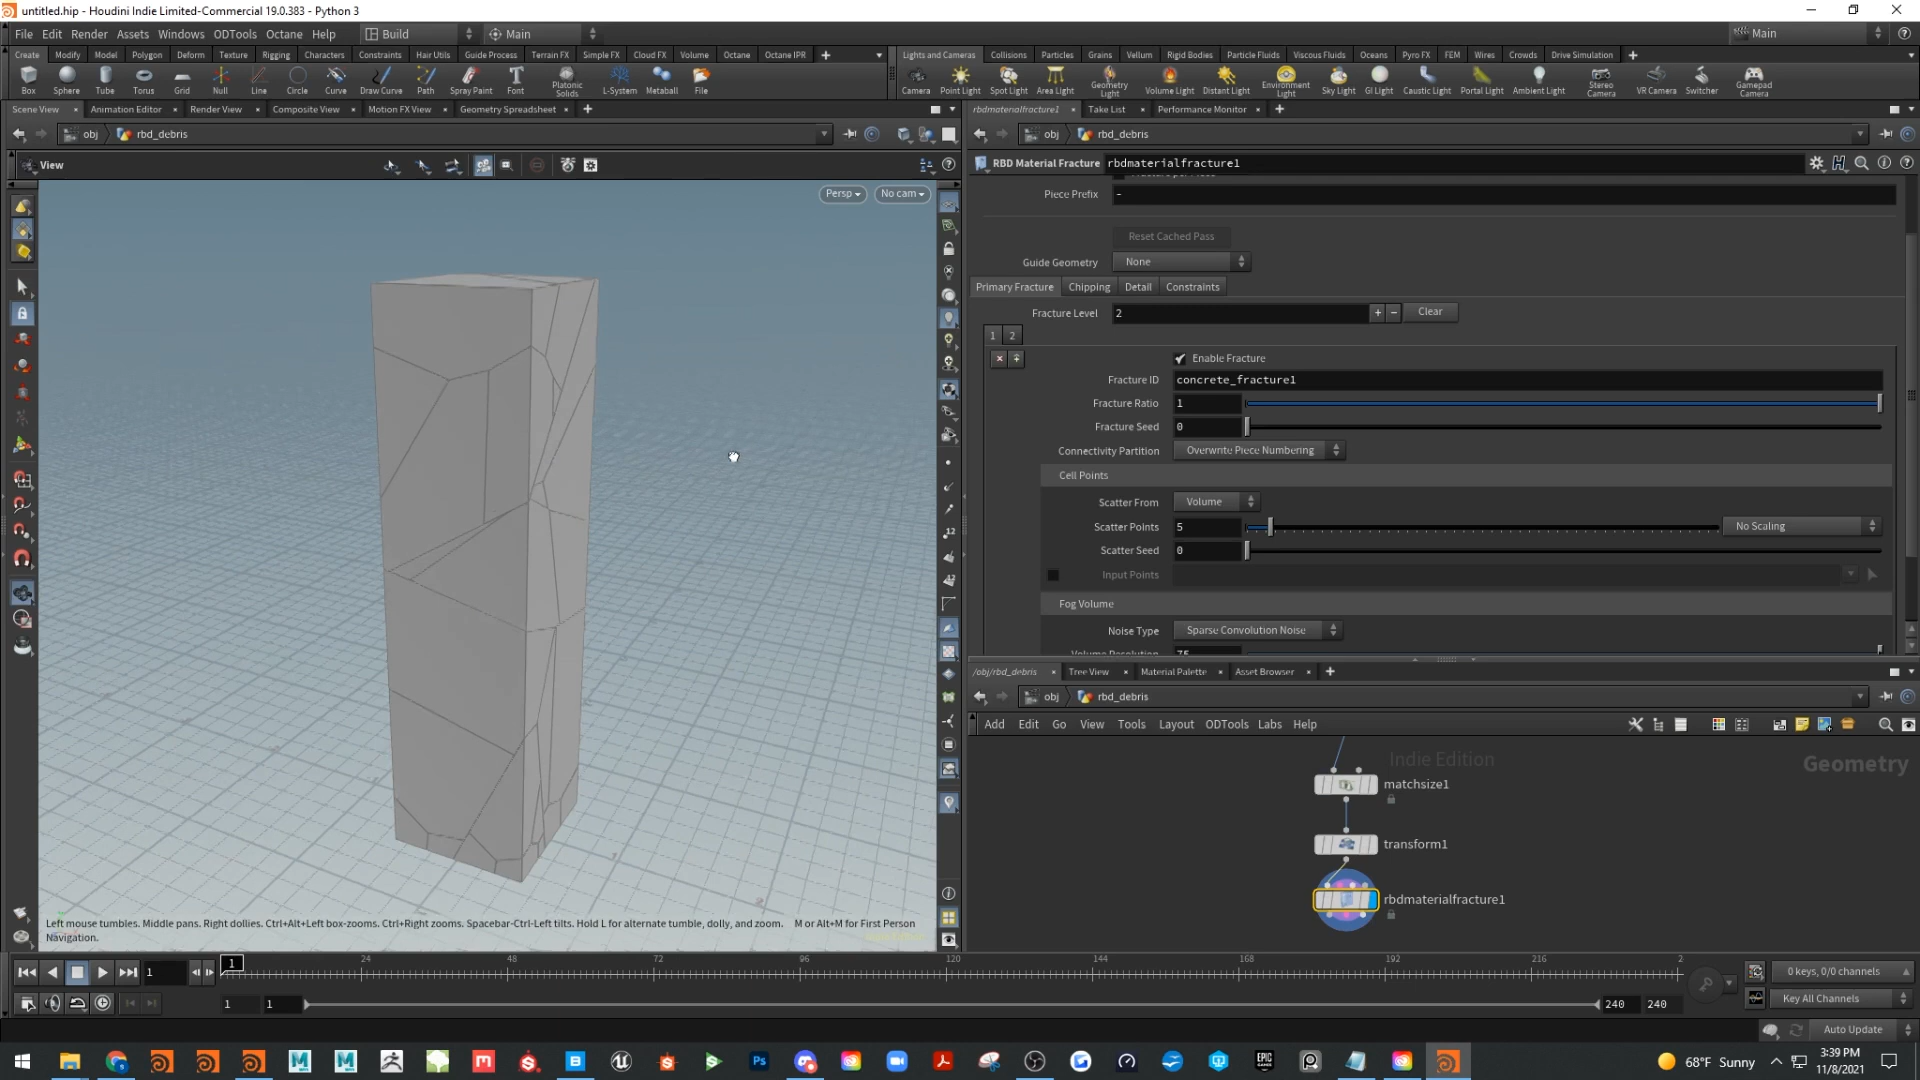 untitled.hip - Houdini Indie Limited-Commercial 19.0.383 - Python 3
File Edit Render Assets Windows ODTools Octane Help Build Main Main
Create Modify Model Polygon Deform Texture Rigging Characters Constraints Hair Utils Guide Process Terrain FX Simple FX Cloud FX Volume Octane Octane IPR
Lights and Cameras Collisions Particles Grains Vellum Rigid Bodies Particle Fluids Viscous Fluids Oceans Pyro FX FEM Wires Crowds Drive Simulation
Box Sphere Tube Torus Grid Null Line Circle Curve Draw Curve Path Spray Paint Font Platonic Solids L-System Metaball File
Camera Point Light Spot Light Area Light Geometry Light Volume Light Distant Light Environment Light Sky Light GI Light Caustic Light Portal Light Ambient Light Stereo Camera VR Camera Switcher Gamepad Camera
Scene View Animation Editor Render View Composite View Motion FX View Geometry Spreadsheet
rbdmaterialfracture1 Take List Performance Monitor
obj rbd_debris
obj rbd_debris
View
Persp No cam
RBD Material Fracture rbdmaterialfracture1
Piece Prefix -
Reset Cached Pass
Guide Geometry None
Primary Fracture Chipping Detail Constraints
Fracture Level 2 + - Clear
1 2
Enable Fracture
Fracture ID concrete_fracture1
Fracture Ratio 1
Fracture Seed 0
Connectivity Partition Overwrite Piece Numbering
Cell Points
Scatter From Volume
Scatter Points 5 No Scaling
Scatter Seed 0
Input Points
Fog Volume
Noise Type Sparse Convolution Noise
Volume Resolution 75
/obj/rbd_debris Tree View Material Palette Asset Browser
obj rbd_debris
Add Edit Go View Tools Layout ODTools Labs Help
Indie Edition
Geometry
matchsize1
transform1
rbdmaterialfracture1
Left mouse tumbles. Middle pans. Right dollies. Ctrl+Alt+Left box-zooms. Ctrl+Right zooms. Spacebar-Ctrl-Left tilts. Hold L for alternate tumble, dolly, and zoom. M or Alt+M for First Person
Navigation.
1 1 24 48 72 96 120 144 168 192 216 2
0 keys, 0/0 channels
1 1 240 240
Key All Channels
Auto Update
68°F Sunny
3:39 PM
11/8/2021